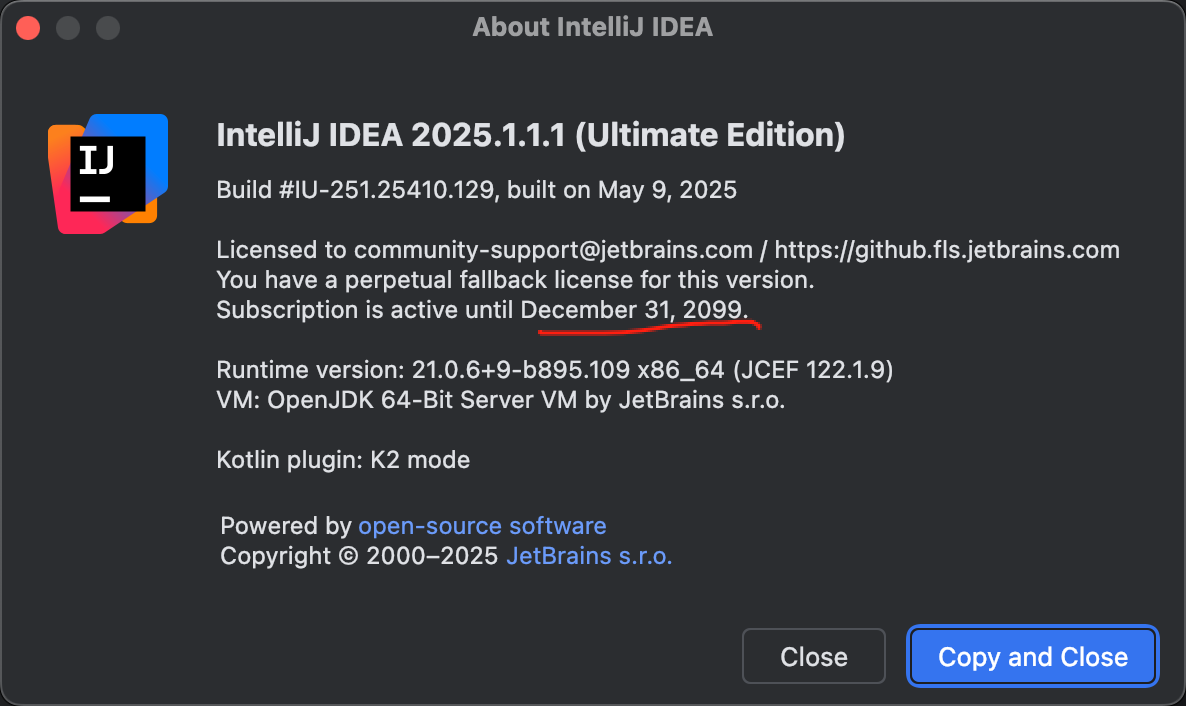 About IntelliJ IDEA
IJ
IntelliJ IDEA 2025.1.1.1 (Ultimate Edition)
Build #IU-251.25410.129, built on May 9, 2025
Licensed to community-support@jetbrains.com / https://github.fls.jetbrains.com
You have a perpetual fallback license for this version.
Subscription is active until December 31, 2099.
Runtime version: 21.0.6+9-b895.109 x86_64 (JCEF 122.1.9)
VM: OpenJDK 64-Bit Server VM by JetBrains s.r.o.
Kotlin plugin: K2 mode
Powered by open-source software
Copyright © 2000–2025 JetBrains s.r.o.
Close
Copy and Close